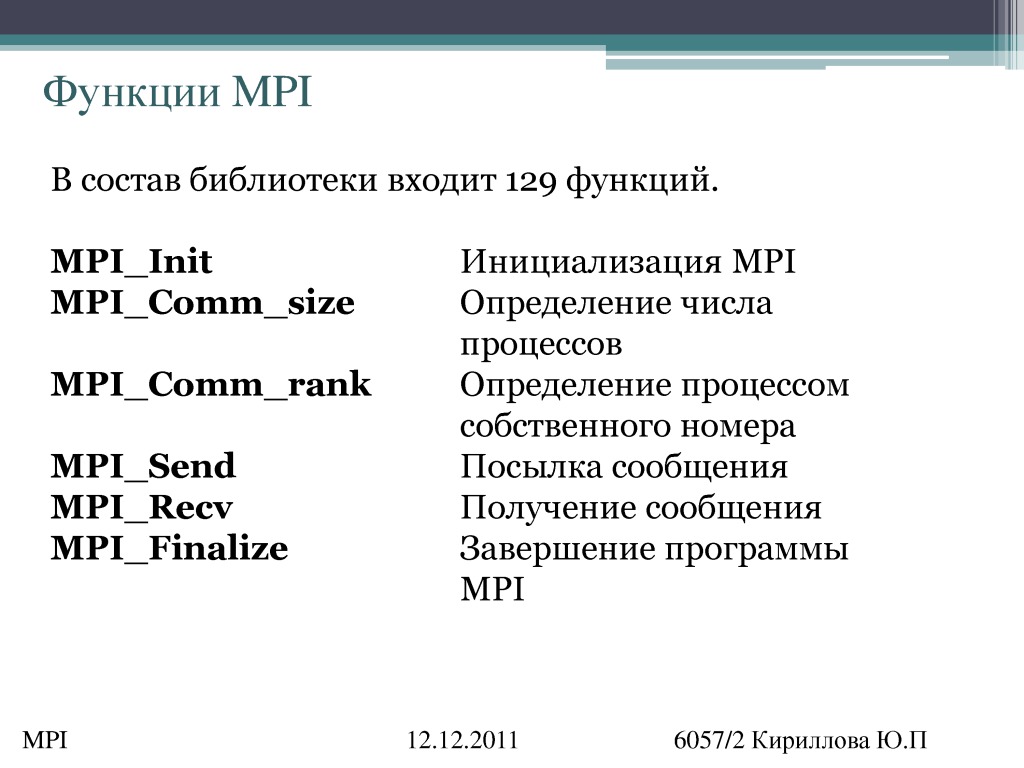 Функции MPI
В состав библиотеки входит 129 функций.
MPI_Init Инициализация MPI
MPI_Comm_size Определение числа
процессов
MPI_Comm_rank Определение процессом
собственного номера
MPI_Send Посылка сообщения
MPI_Recv Получение сообщения
MPI_Finalize Завершение программы
MPI
MPI 12.12.2011 6057/2 Кириллова Ю.П